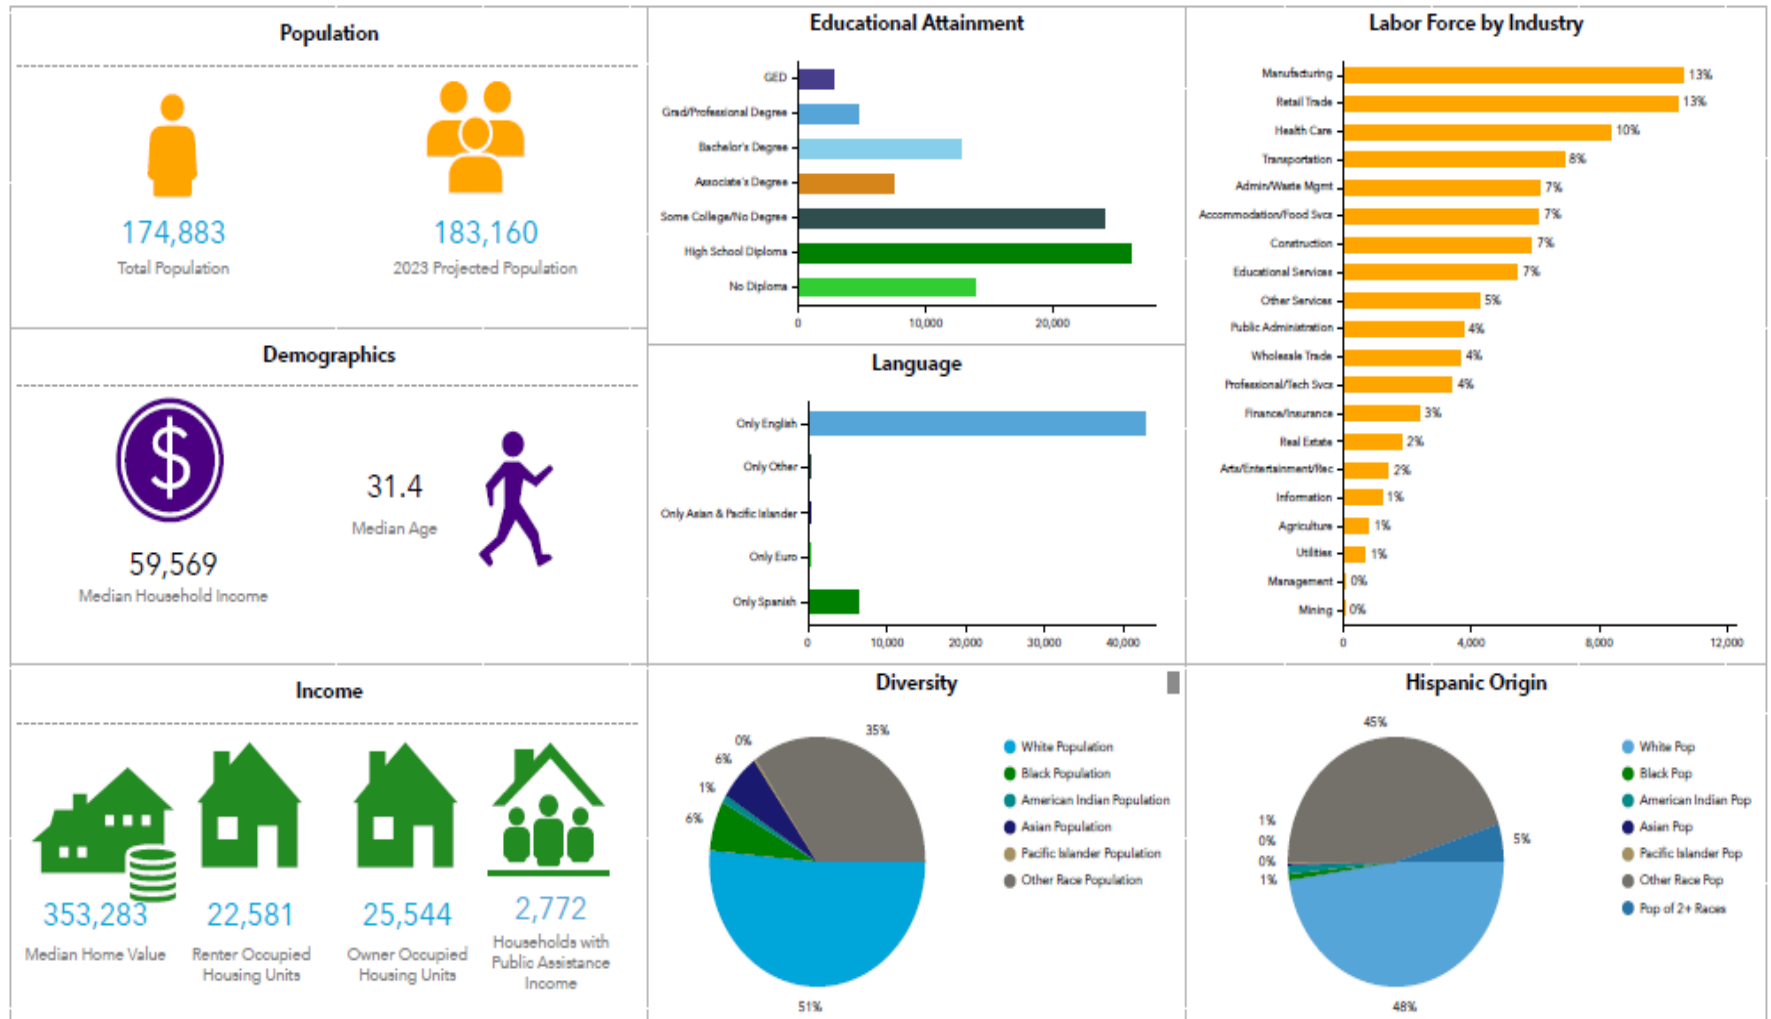 Population
174,883
Total Population
183,160
2023 Projected Population
Demographics
59,569
Median Household Income
31.4
Median Age
Income
353,283
Median Home Value
22,581
Renter Occupied
Housing Units
25,544
Owner Occupied
Housing Units
2,772
Households with
Public Assistance
Income
Educational Attainment
GED
Grad/Professional Degree
Bachelor's Degree
Associate's Degree
Some College/No Degree
High School Diploma
No Diploma
0 10,000 20,000
Language
Only English
Only Other
Only Asian & Pacific Islander
Only Euro
Only Spanish
0 10,000 20,000 30,000 40,000
Diversity
35%
0%
6%
1%
6%
51%
White Population
Black Population
American Indian Population
Asian Population
Pacific Islander Population
Other Race Population
Labor Force by Industry
Manufacturing 13%
Retail Trade 13%
Health Care 10%
Transportation 8%
Admin/Waste Mgmt 7%
Accommodation/Food Svcs 7%
Construction 7%
Educational Services 7%
Other Services 5%
Public Administration 4%
Wholesale Trade 4%
Professional/Tech Svcs 4%
Finance/Insurance 3%
Real Estate 2%
Arts/Entertainment/Rec 2%
Information 1%
Agriculture 1%
Utilities 1%
Management 0%
Mining 0%
0 4,000 8,000 12,000
Hispanic Origin
45%
1%
0%
0%
1%
5%
48%
White Pop
Black Pop
American Indian Pop
Asian Pop
Pacific Islander Pop
Other Race Pop
Pop of 2+ Races